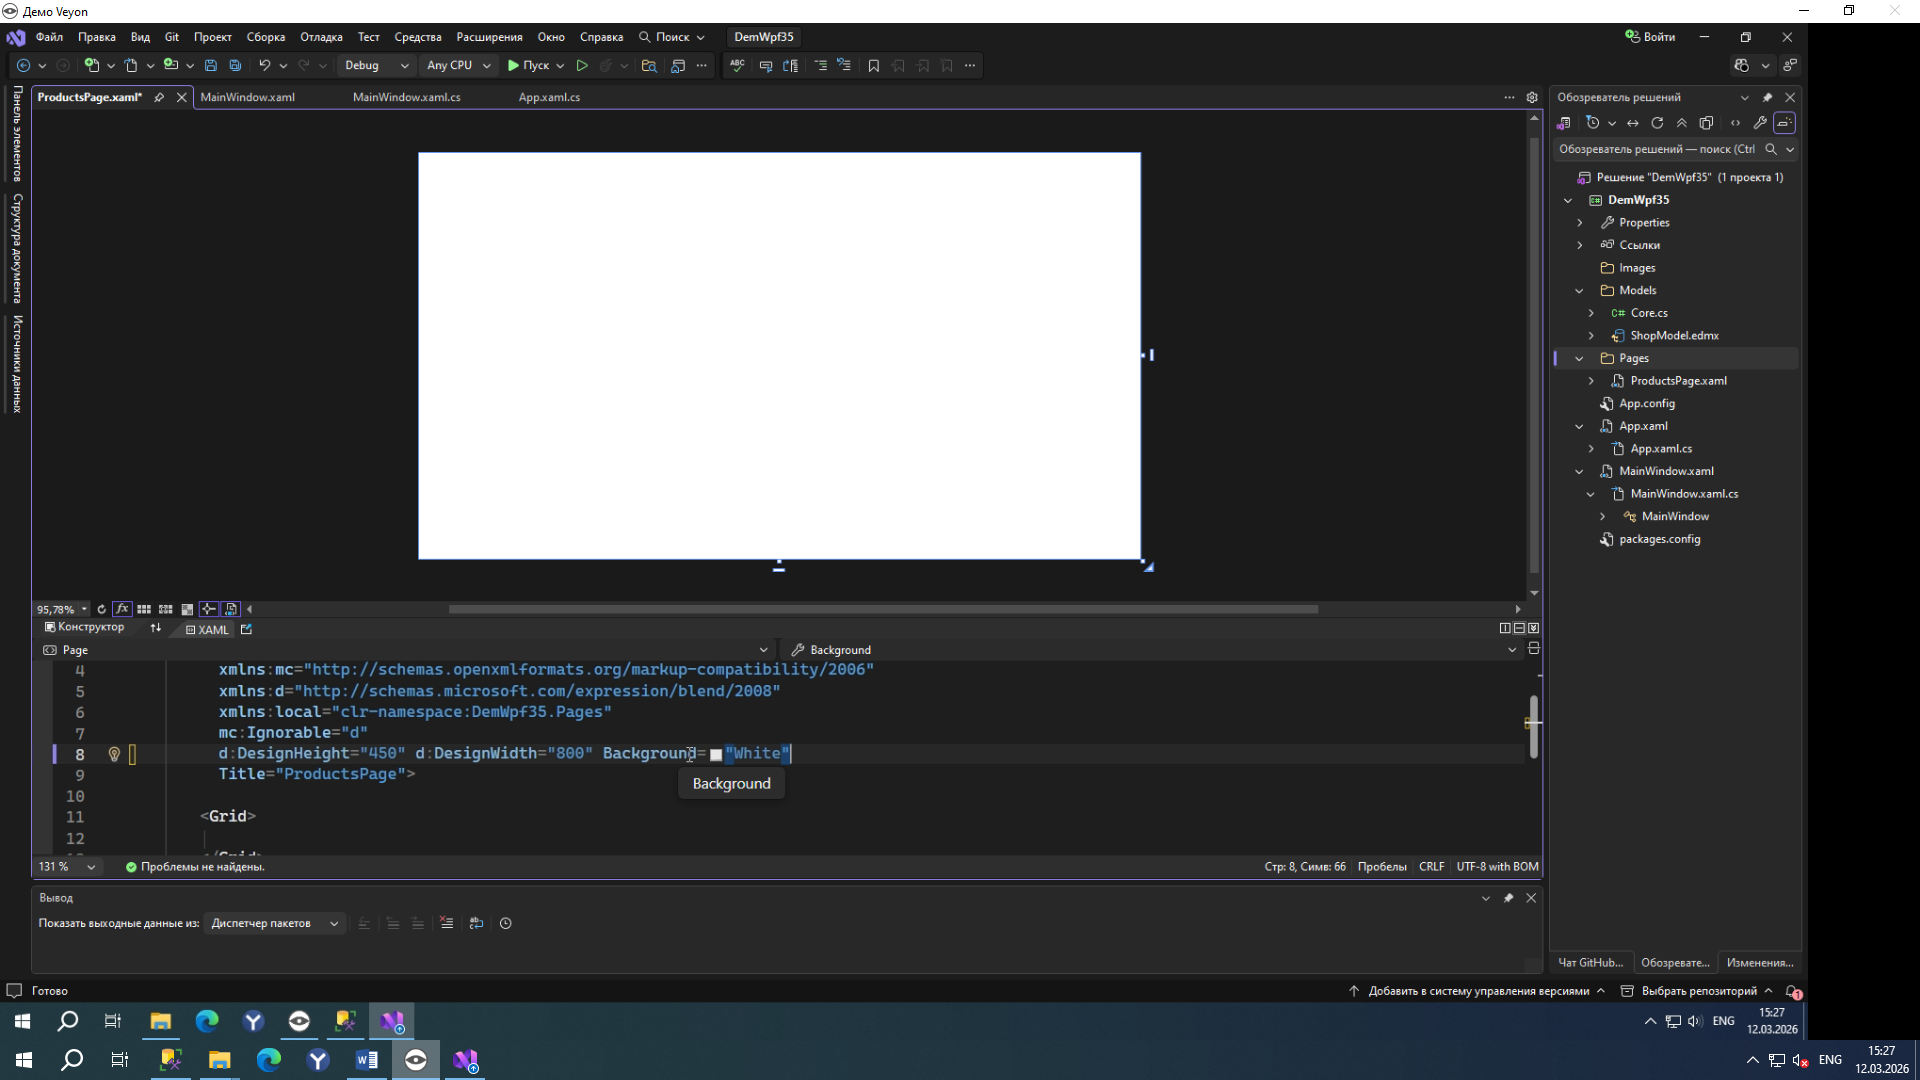 Демо Veyon
Файл Правка Вид Git Проект Сборка Отладка Тест Средства Расширения Окно Справка Поиск DemWpf35 Войти
Debug Any CPU Пуск
ProductsPage.xaml* MainWindow.xaml MainWindow.xaml.cs App.xaml.cs
Панель элементов
Структура документа
Источники данных
95,78%
Конструктор XAML
Page Background
4 xmlns:mc="http://schemas.openxmlformats.org/markup-compatibility/2006"
5 xmlns:d="http://schemas.microsoft.com/expression/blend/2008"
6 xmlns:local="clr-namespace:DemWpf35.Pages"
7 mc:Ignorable="d"
8 d:DesignHeight="450" d:DesignWidth="800" Background="White"
9 Title="ProductsPage">
Background
10
11 <Grid>
12
</Grid>
131 % Проблемы не найдены. Стр: 8, Симв: 66 Пробелы CRLF UTF-8 with BOM
Вывод
Показать выходные данные из: Диспетчер пакетов
Обозреватель решений
Обозреватель решений — поиск (Ctrl
Решение "DemWpf35" (1 проекта 1)
DemWpf35
Properties
Ссылки
Images
Models
C# Core.cs
ShopModel.edmx
Pages
ProductsPage.xaml
App.config
App.xaml
App.xaml.cs
MainWindow.xaml
MainWindow.xaml.cs
MainWindow
packages.config
Чат GitHub... Обозревате... Изменения...
Готово Добавить в систему управления версиями Выбрать репозиторий 1
ENG 15:27
12.03.2026
ENG 15:27
12.03.2026